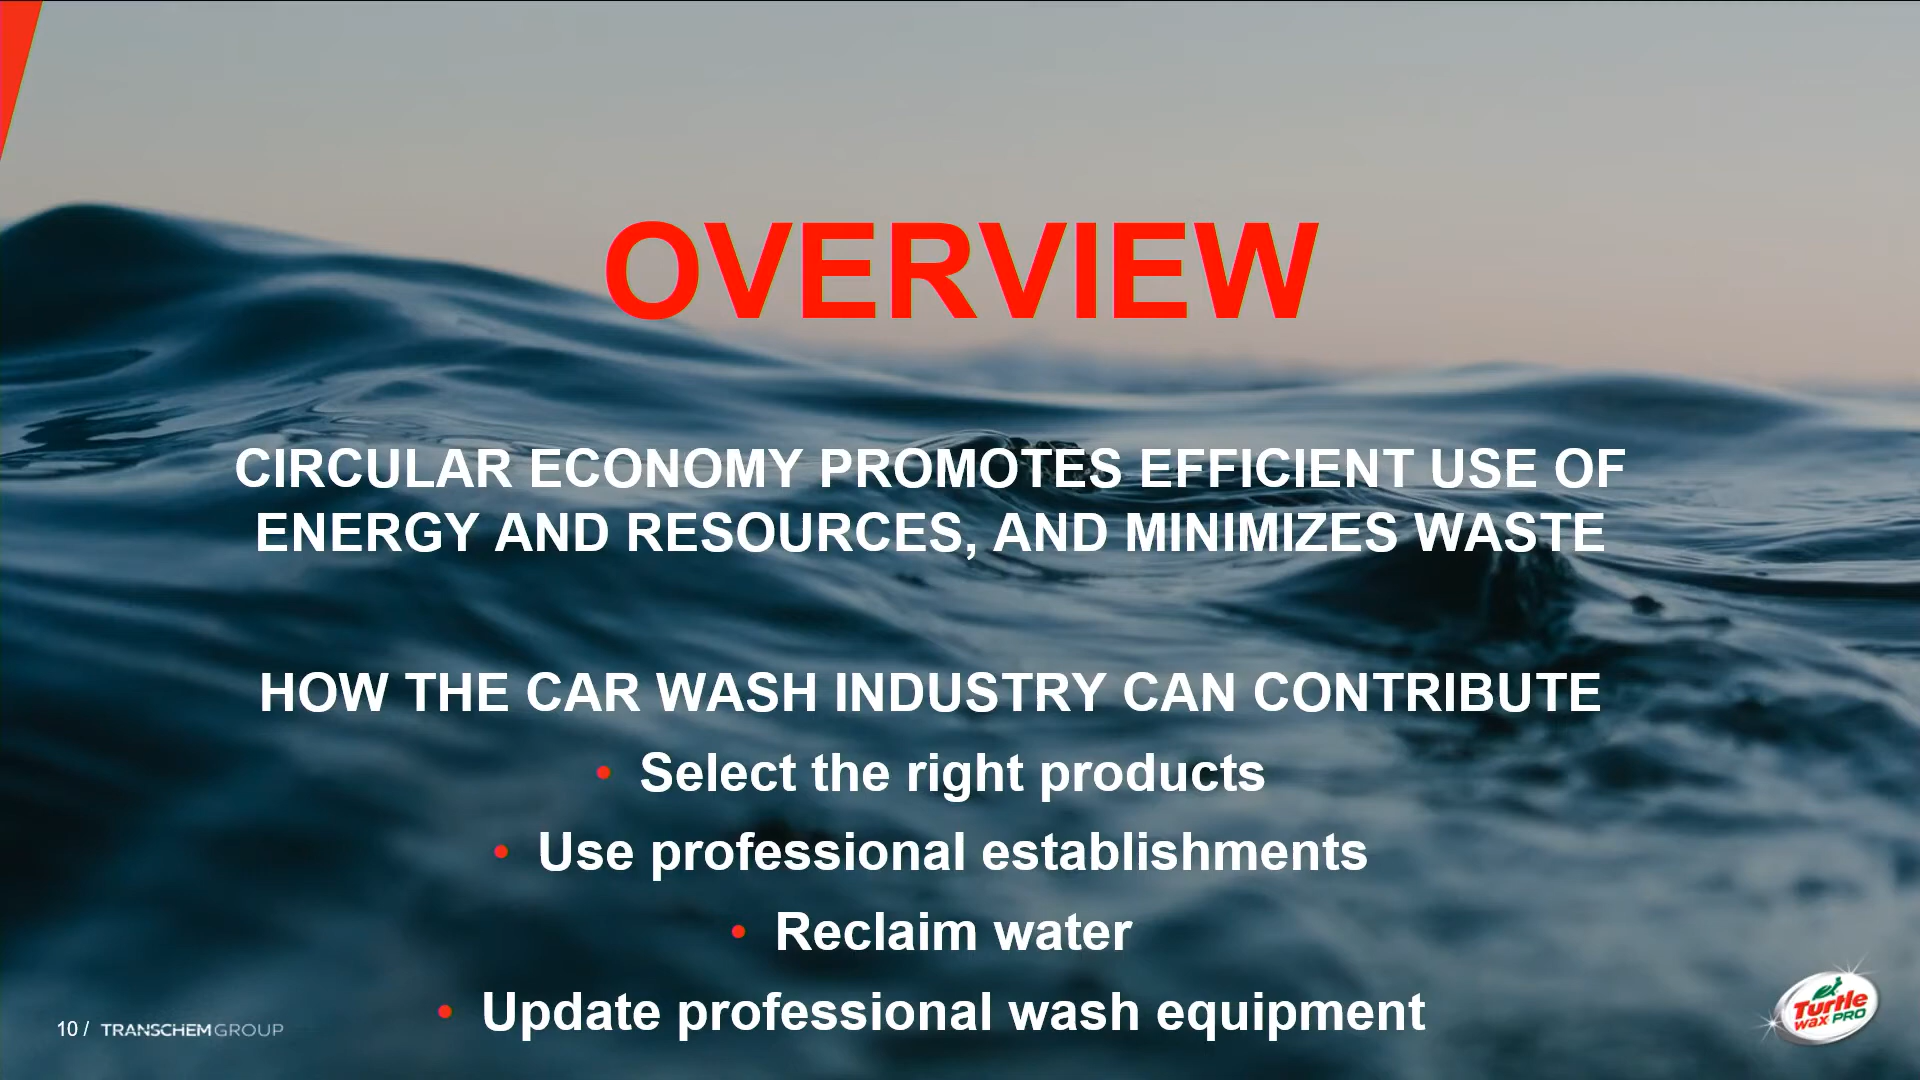 OVERVIEW
CIRCULAR ECONOMY PROMOTES EFFICIENT USE OF
ENERGY AND RESOURCES, AND MINIMIZES WASTE
HOW THE CAR WASH INDUSTRY CAN CONTRIBUTE
• Select the right products
• Use professional establishments
• Reclaim water
• Update professional wash equipment
10 / TRANSCHEMGROUP
Turtle
wax PRO